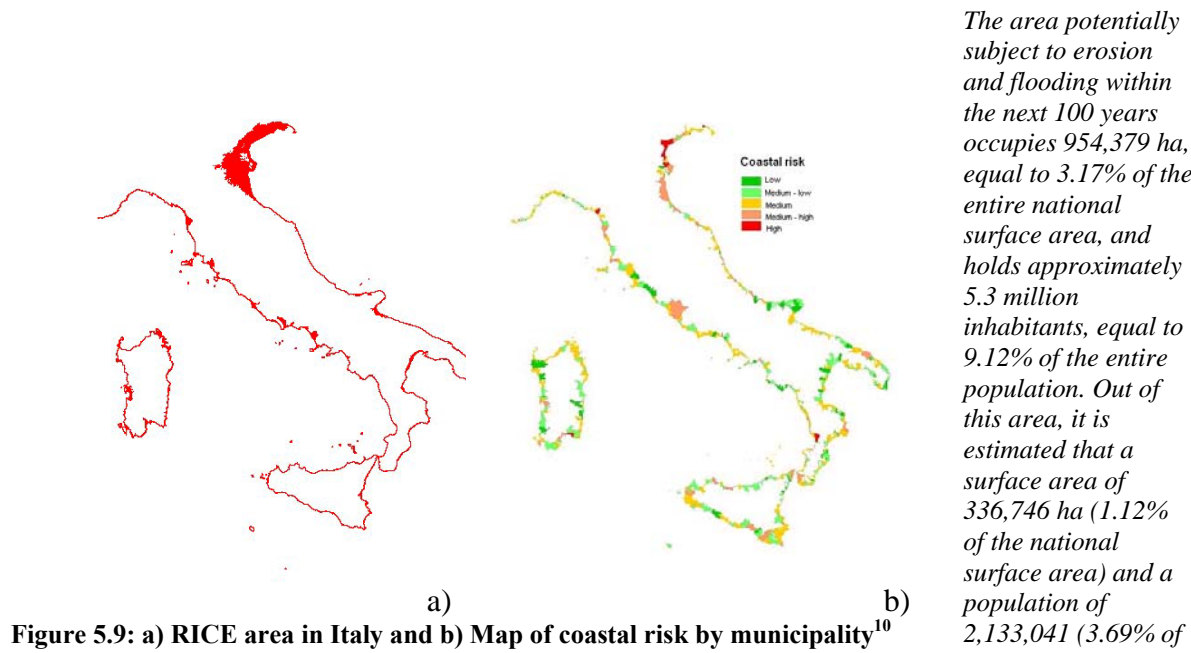 Coastal risk
Low
Medium - low
Medium
Medium - high
High
a)
b)
Figure 5.9: a) RICE area in Italy and b) Map of coastal risk by municipality10
The area potentially
subject to erosion
and flooding within
the next 100 years
occupies 954,379 ha,
equal to 3.17% of the
entire national
surface area, and
holds approximately
5.3 million
inhabitants, equal to
9.12% of the entire
population. Out of
this area, it is
estimated that a
surface area of
336,746 ha (1.12%
of the national
surface area) and a
population of
2,133,041 (3.69% of